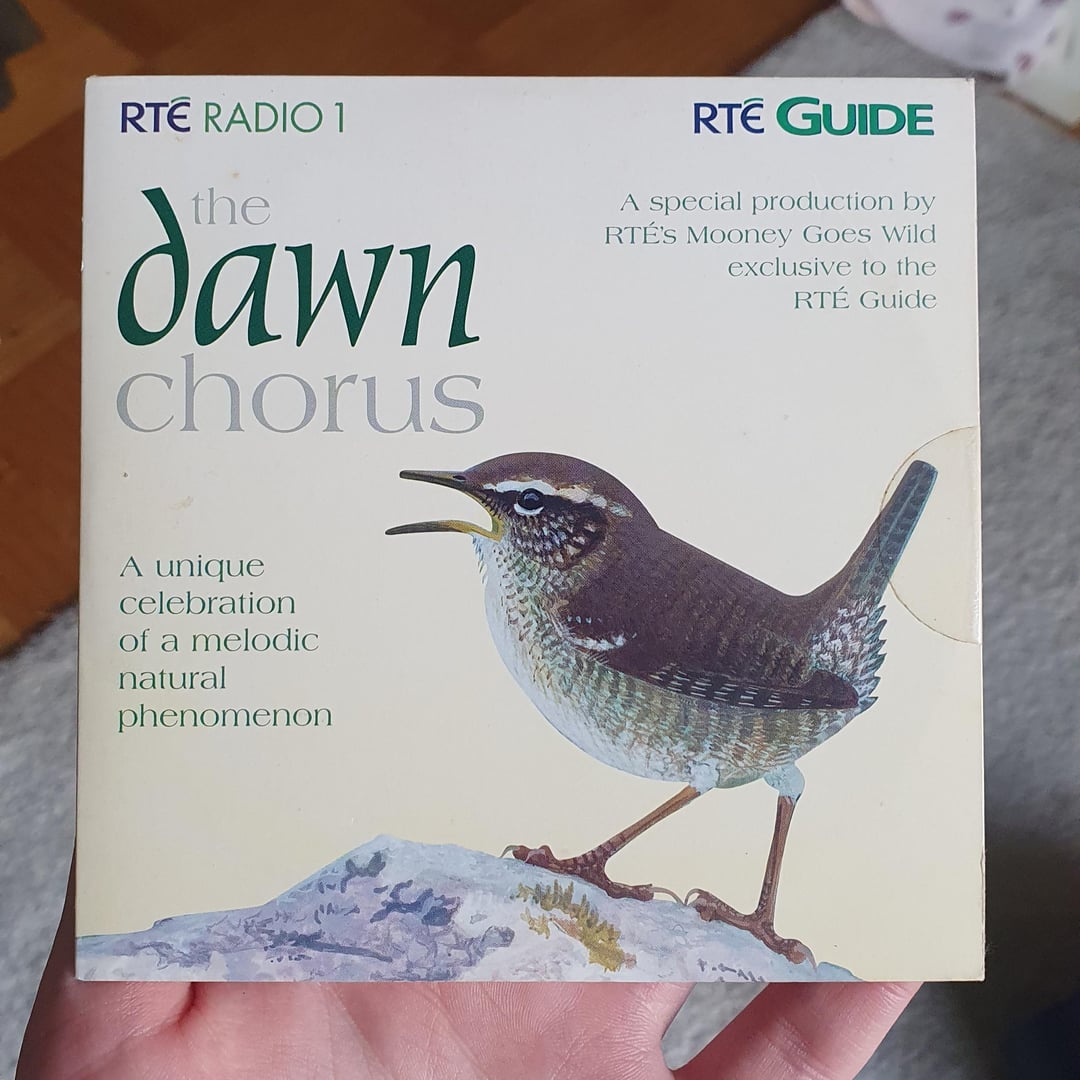 RTÉ RADIO 1
RTÉ GUIDE
the
dawn
chorus
A special production by
RTÉ's Mooney Goes Wild
exclusive to the
RTÉ Guide
A unique
celebration
of a melodic
natural
phenomenon